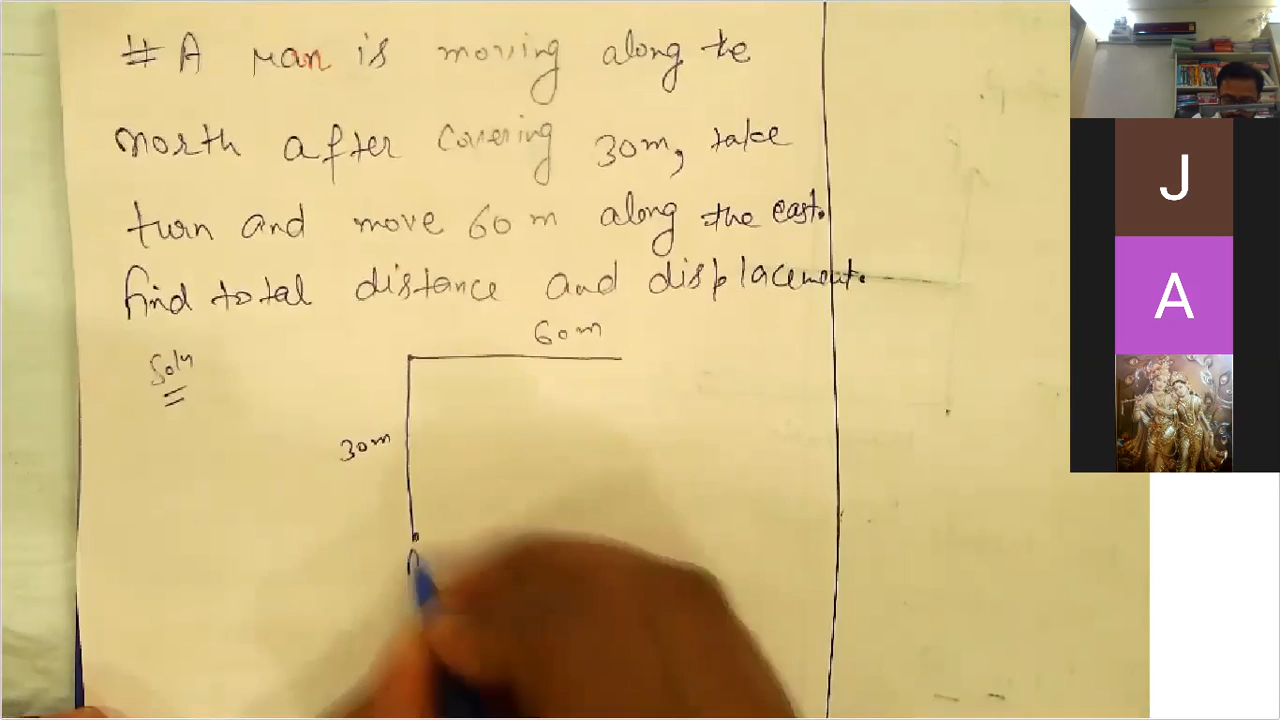 # A man is moving along te
north after covering 30m, take
turn and move 60 m along the east.
find total distance and displacement.
60m
Soln
30m
J
A